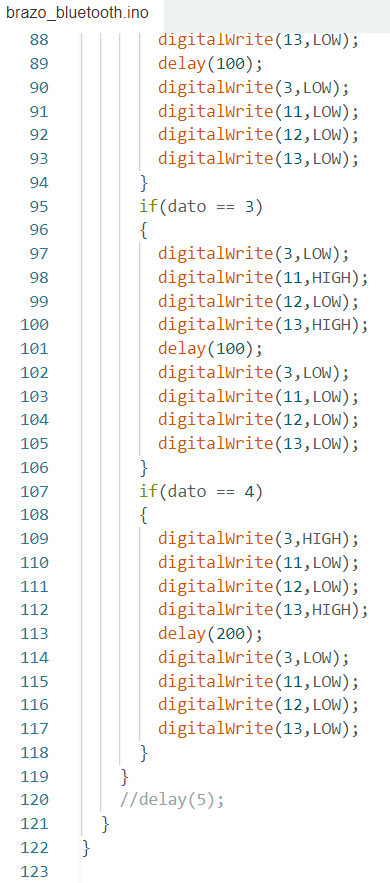 brazo_bluetooth.ino
88 digitalWrite(13,LOW);
89 delay(100);
90 digitalWrite(3,LOW);
91 digitalWrite(11,LOW);
92 digitalWrite(12,LOW);
93 digitalWrite(13,LOW);
94 }
95 if(dato == 3)
96 {
97 digitalWrite(3,LOW);
98 digitalWrite(11,HIGH);
99 digitalWrite(12,LOW);
100 digitalWrite(13,HIGH);
101 delay(100);
102 digitalWrite(3,LOW);
103 digitalWrite(11,LOW);
104 digitalWrite(12,LOW);
105 digitalWrite(13,LOW);
106 }
107 if(dato == 4)
108 {
109 digitalWrite(3,HIGH);
110 digitalWrite(11,LOW);
111 digitalWrite(12,LOW);
112 digitalWrite(13,HIGH);
113 delay(200);
114 digitalWrite(3,LOW);
115 digitalWrite(11,LOW);
116 digitalWrite(12,LOW);
117 digitalWrite(13,LOW);
118 }
119 }
120 //delay(5);
121 }
122 }
123